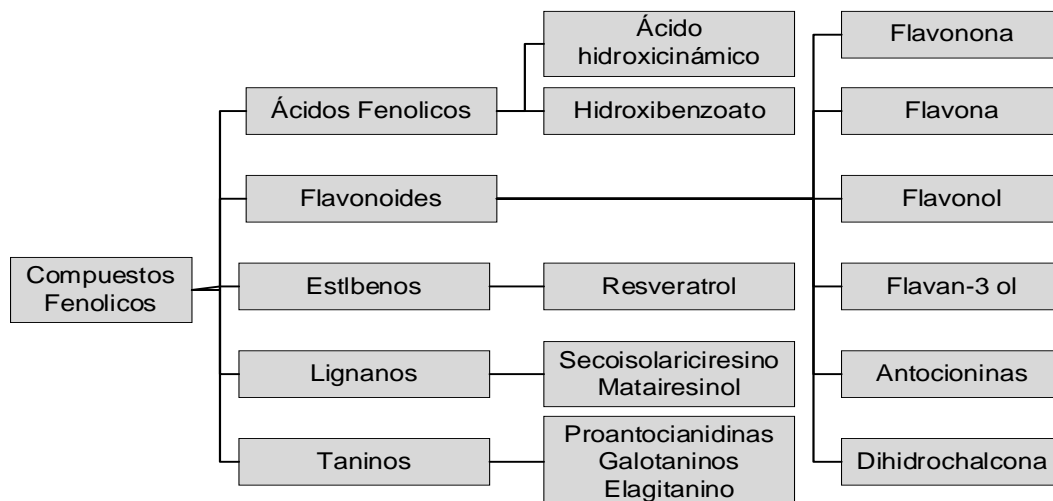 Compuestos
Fenolicos
Ácidos Fenolicos
Flavonoides
Estlbenos
Lignanos
Taninos
Ácido
hidroxicinámico
Hidroxibenzoato
Resveratrol
Secoisolariciresino
Matairesinol
Proantocianidinas
Galotaninos
Elagitanino
Flavonona
Flavona
Flavonol
Flavan-3 ol
Antocioninas
Dihidrochalcona